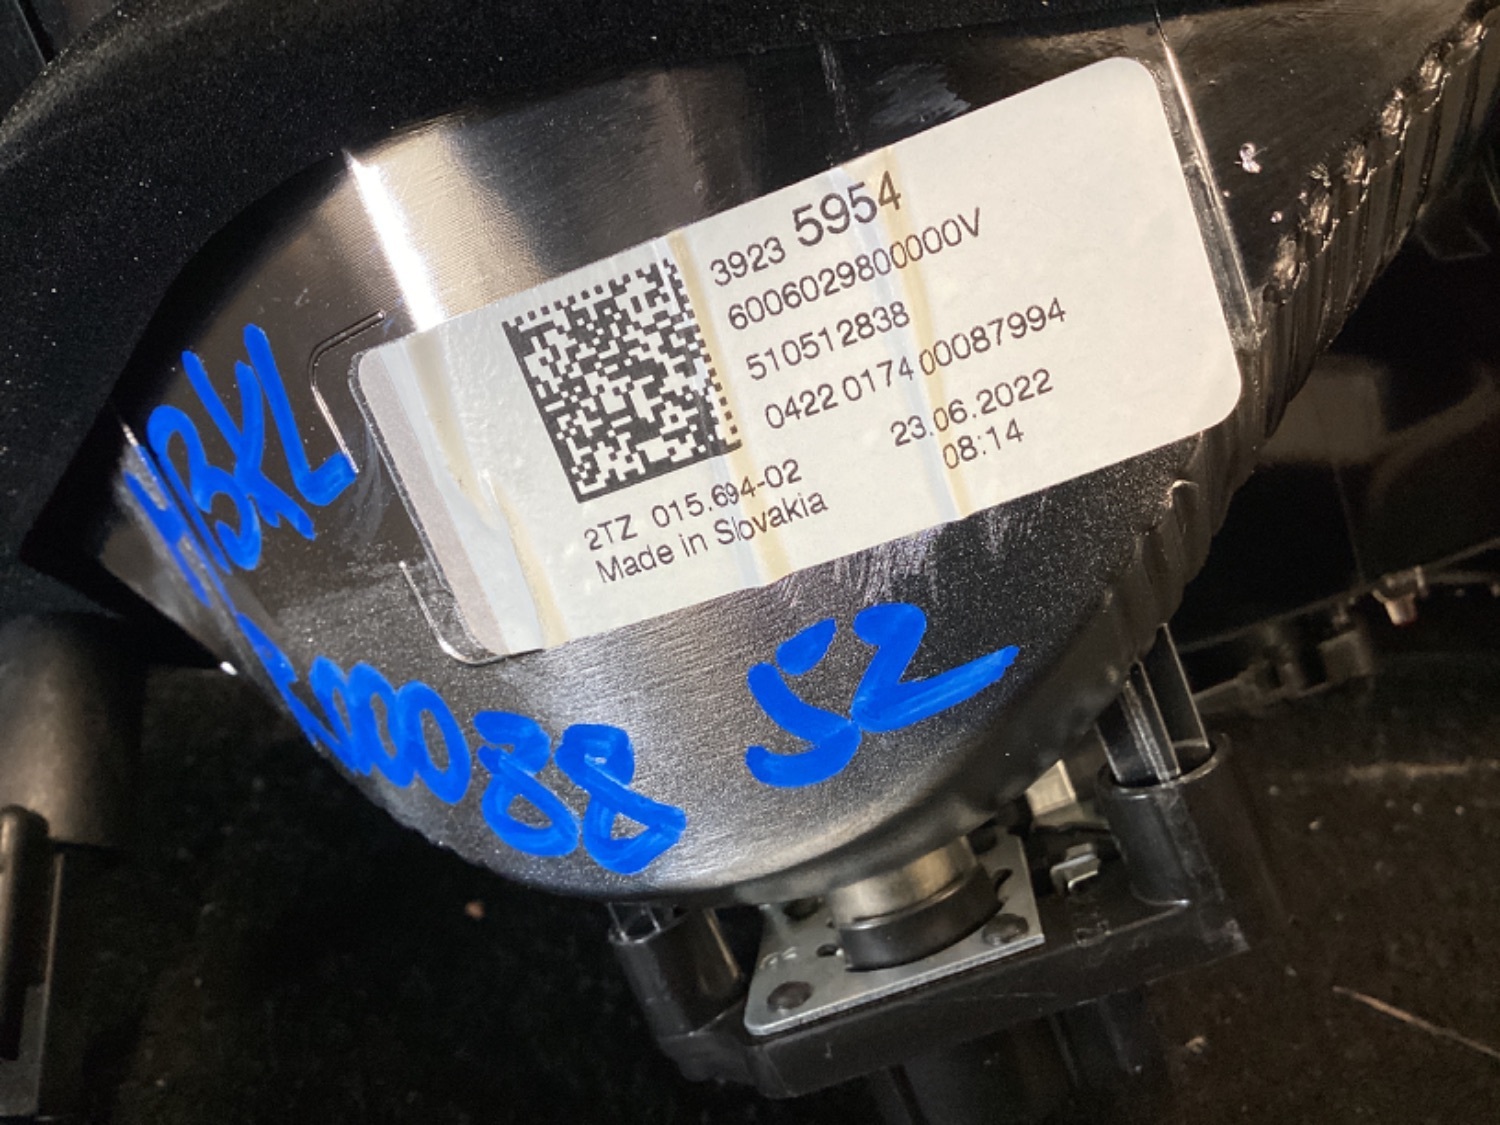 3923 5954
6006029800000V
510512838
0422 0174 00087994
23.06.2022
08:14
2TZ 015.694-02
Made in Slovakia
52